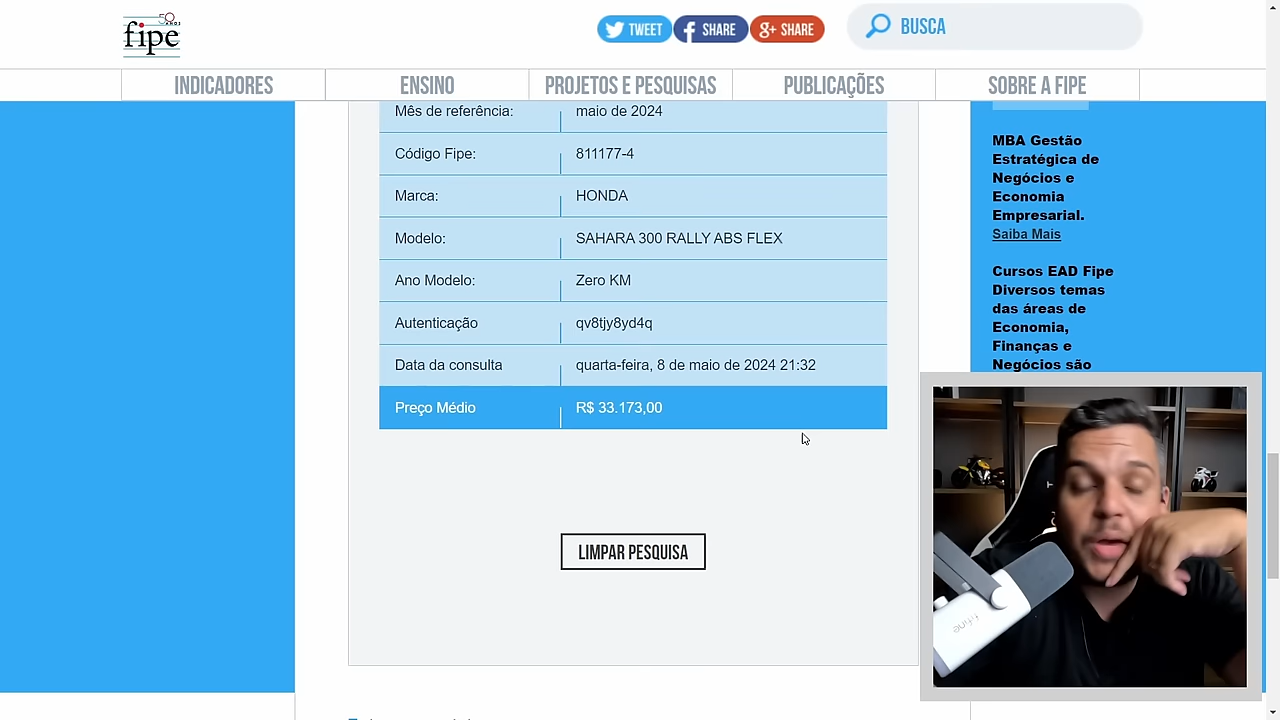 50 ANOS
fipe
TWEET
SHARE
SHARE
BUSCA
INDICADORES
ENSINO
PROJETOS E PESQUISAS
PUBLICAÇÕES
SOBRE A FIPE
Mês de referência: maio de 2024
Código Fipe: 811177-4
Marca: HONDA
Modelo: SAHARA 300 RALLY ABS FLEX
Ano Modelo: Zero KM
Autenticação qv8tjy8yd4q
Data da consulta quarta-feira, 8 de maio de 2024 21:32
Preço Médio R$ 33.173,00
LIMPAR PESQUISA
MBA Gestão
Estratégica de
Negócios e
Economia
Empresarial.
Saiba Mais
Cursos EAD Fipe
Diversos temas
das áreas de
Economia,
Finanças e
Negócios são
fifine